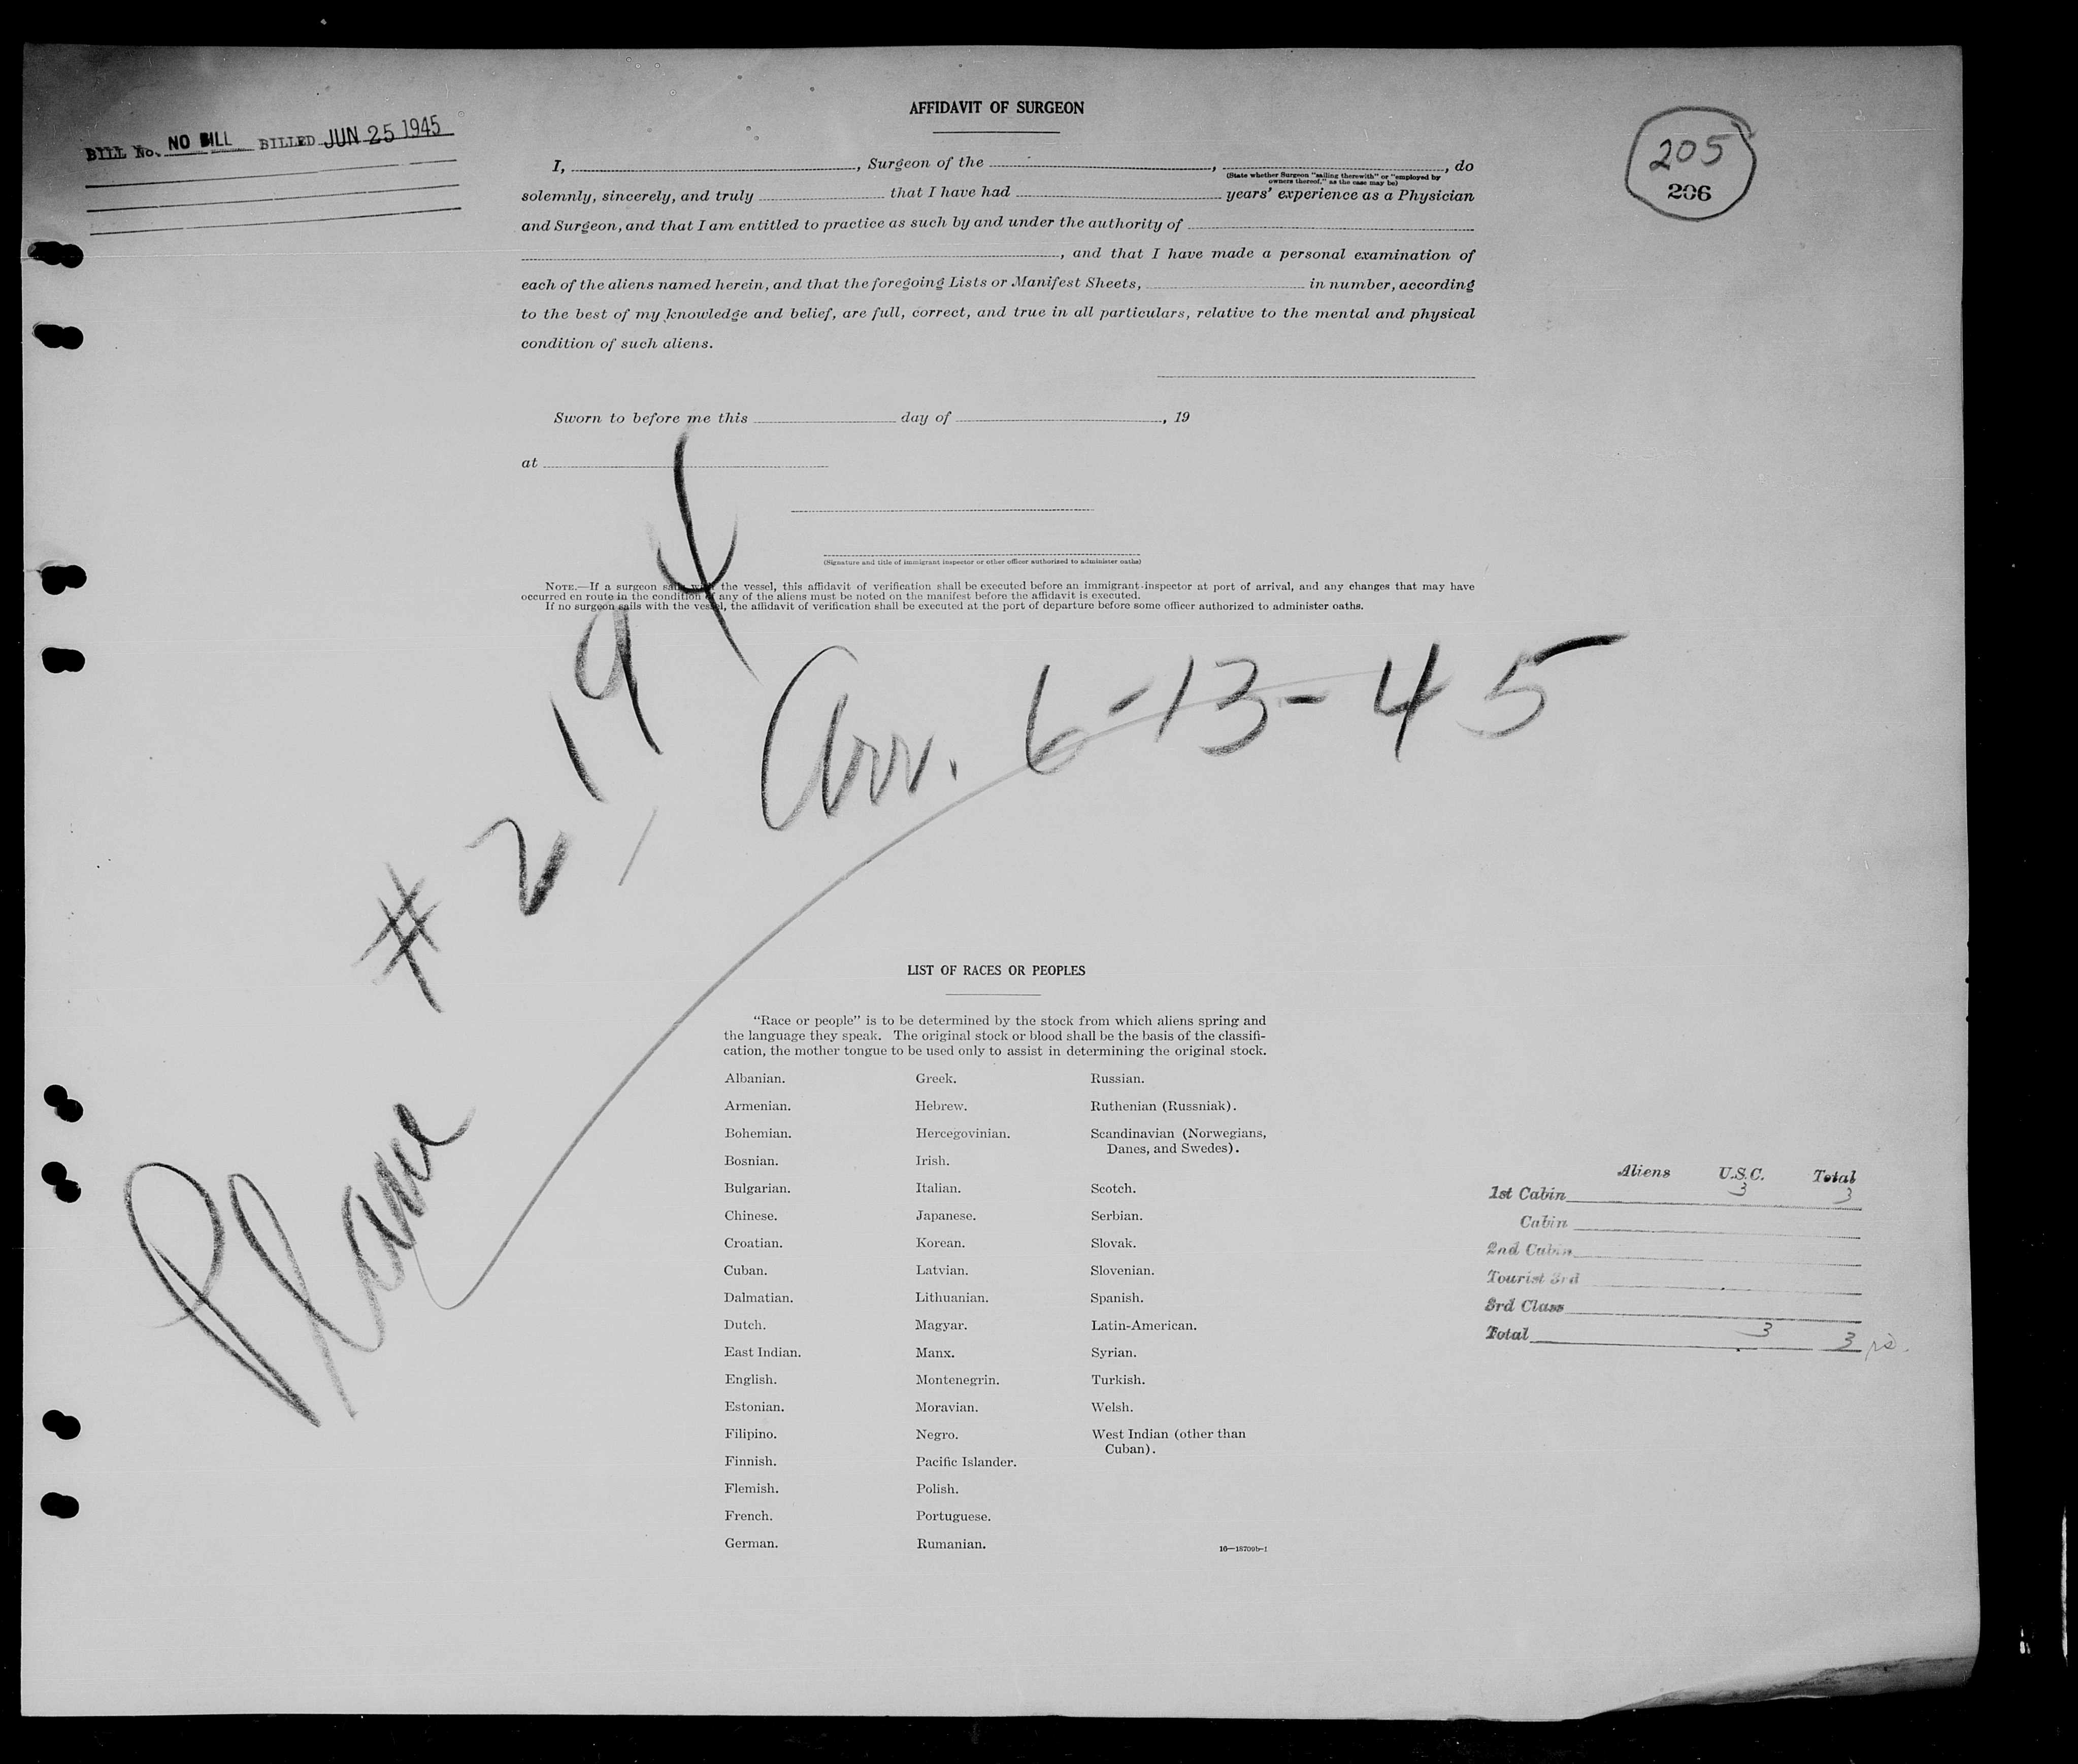 BILL No. NO BILL BILLED JUN 25 1945
205
206
AFFIDAVIT OF SURGEON
I, , Surgeon of the , , do
(State whether Surgeon "sailing therewith" or "employed by
owners thereof," as the case may be)
solemnly, sincerely, and truly that I have had years' experience as a Physician
and Surgeon, and that I am entitled to practice as such by and under the authority of
, and that I have made a personal examination of
each of the aliens named herein, and that the foregoing Lists or Manifest Sheets, in number, according
to the best of my knowledge and belief, are full, correct, and true in all particulars, relative to the mental and physical
condition of such aliens.
Sworn to before me this day of , 19
at
(Signature and title of immigrant inspector or other officer authorized to administer oaths)
NOTE.—If a surgeon sails with the vessel, this affidavit of verification shall be executed before an immigrant-inspector at port of arrival, and any changes that may have
occurred en route in the condition of any of the aliens must be noted on the manifest before the affidavit is executed.
If no surgeon sails with the vessel, the affidavit of verification shall be executed at the port of departure before some officer authorized to administer oaths.
Plane # 2,194
Arr. 6-13-45
LIST OF RACES OR PEOPLES
"Race or people" is to be determined by the stock from which aliens spring and
the language they speak. The original stock or blood shall be the basis of the classifi-
cation, the mother tongue to be used only to assist in determining the original stock.
Albanian.
Armenian.
Bohemian.
Bosnian.
Bulgarian.
Chinese.
Croatian.
Cuban.
Dalmatian.
Dutch.
East Indian.
English.
Estonian.
Filipino.
Finnish.
Flemish.
French.
German.
Greek.
Hebrew.
Hercegovinian.
Irish.
Italian.
Japanese.
Korean.
Latvian.
Lithuanian.
Magyar.
Manx.
Montenegrin.
Moravian.
Negro.
Pacific Islander.
Polish.
Portuguese.
Rumanian.
Russian.
Ruthenian (Russniak).
Scandinavian (Norwegians,
Danes, and Swedes).
Scotch.
Serbian.
Slovak.
Slovenian.
Spanish.
Latin-American.
Syrian.
Turkish.
Welsh.
West Indian (other than
Cuban).
16—18709b-1
Aliens U.S.C. Total
1st Cabin 3 3
Cabin
2nd Cabin
Tourist 3rd
3rd Class
Total 3 3